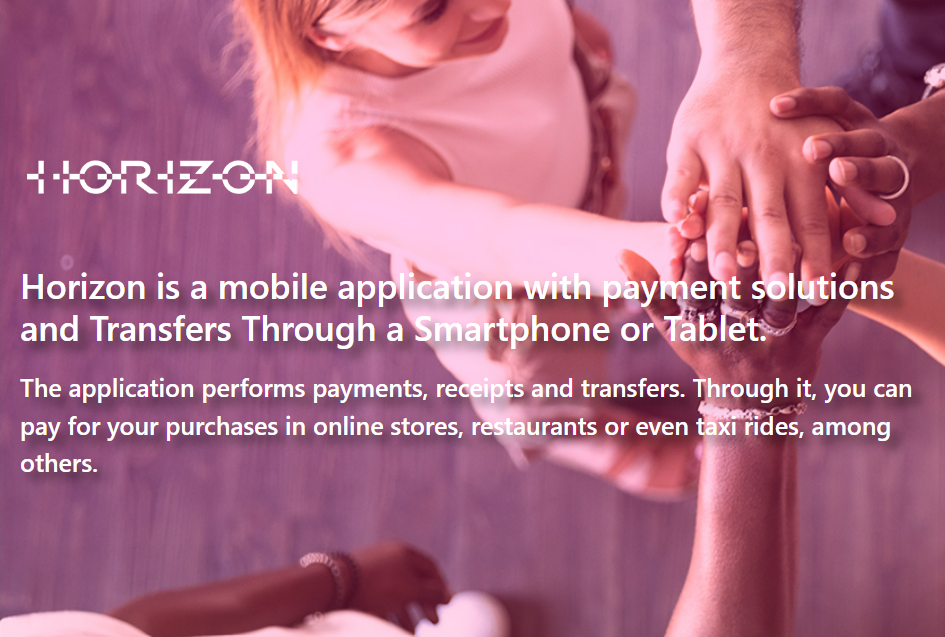 HORIZON
Horizon is a mobile application with payment solutions
and Transfers Through a Smartphone or Tablet.
The application performs payments, receipts and transfers. Through it, you can
pay for your purchases in online stores, restaurants or even taxi rides, among
others.